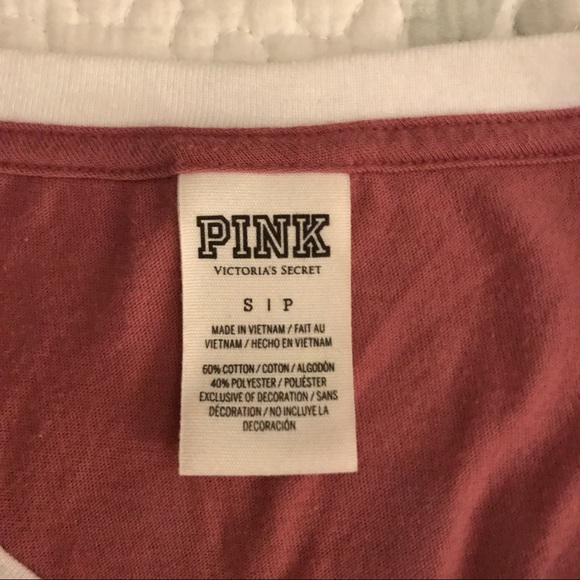 PINK
VICTORIA'S SECRET
S | P
MADE IN VIETNAM / FAIT AU
VIETNAM / HECHO EN VIETNAM
60% COTTON / COTON / ALGODÓN
40% POLYESTER / POLIÉSTER
EXCLUSIVE OF DECORATION / SANS
DÉCORATION / NO INCLUYE LA
DECORACIÓN